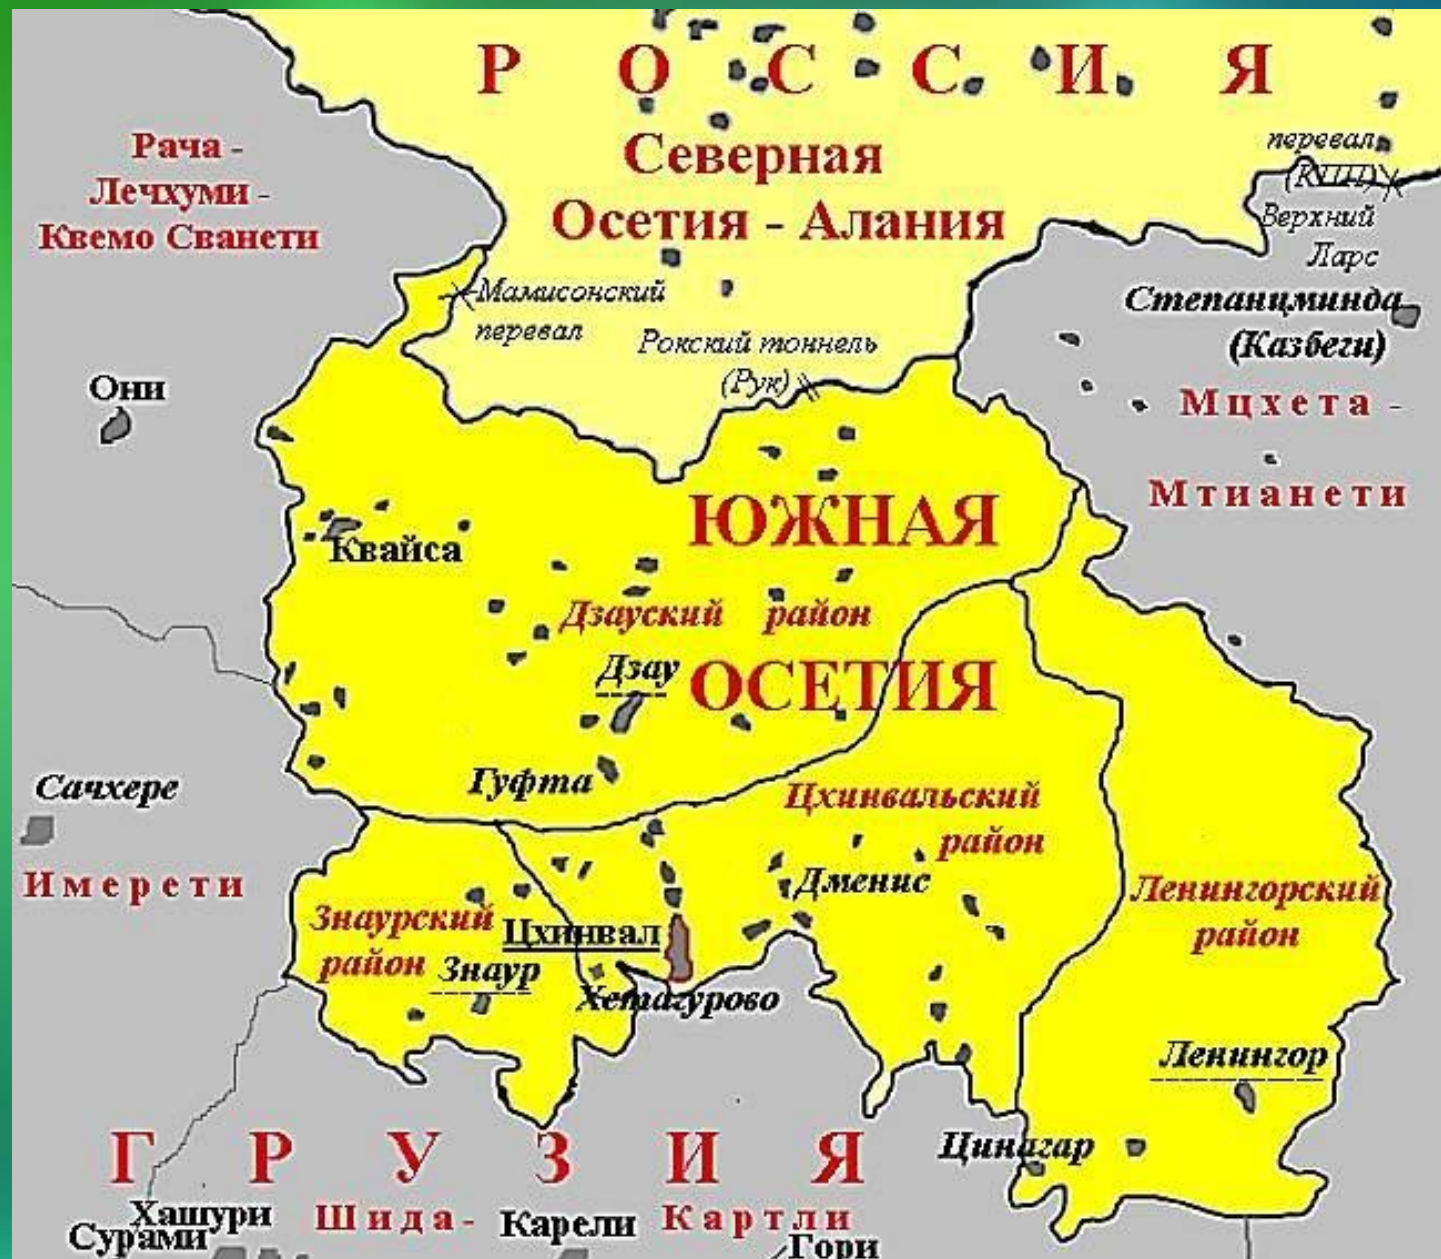 Р О С С И Я
Северная
Осетия - Алания
Рача -
Лечхуми -
Квемо Сванети
перевал
(КПП)
Верхний
Ларс
Мамисонский
перевал
Рокский тоннель
(Рук)
Степанцминда
(Казбеги)
Они
Мцхета -
Мтианети
ЮЖНАЯ
Квайса
Дзауский район
Дзау
ОСЕТИЯ
Гуфта
Сачхере
Имерети
Цхинвальский
район
Дменис
Ленингорский
район
Знаурский
район
Цхинвал
Знаур
Хетагурово
Ленингор
Цинагар
Г Р У З И Я
Хашури
Сурами
Шида- Картли
Карели
Гори